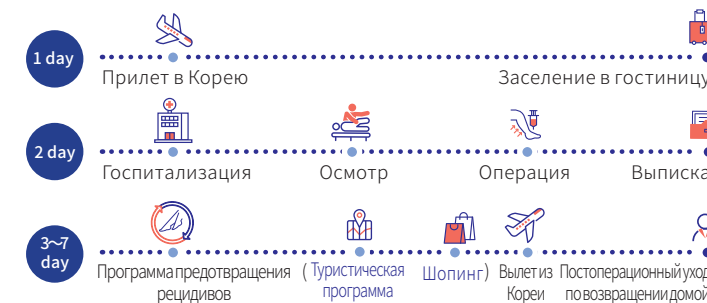 1 day
Прилет в Корею
Заселение в гостиницу
2 day
Госпитализация
Осмотр
Операция
Выписка
3~7
day
Программа предотвращения
рецидивов
( Туристическая
программа
Шопинг)
Вылет из
Кореи
Постоперационный уход
по возвращении домой